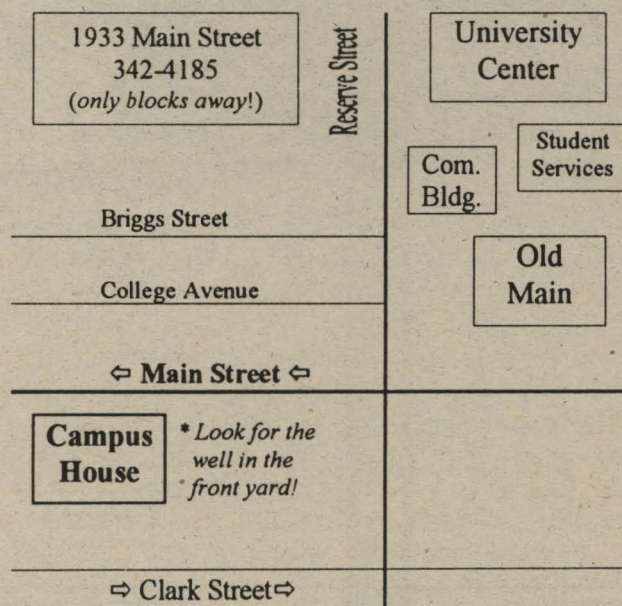 1933 Main Street
342-4185
(only blocks away!)
Reserve Street
University
Center
Com.
Bldg.
Student
Services
Briggs Street
Old
Main
College Avenue
⇦ Main Street ⇦
Campus
House
* Look for the
well in the
front yard!
⇨ Clark Street⇨